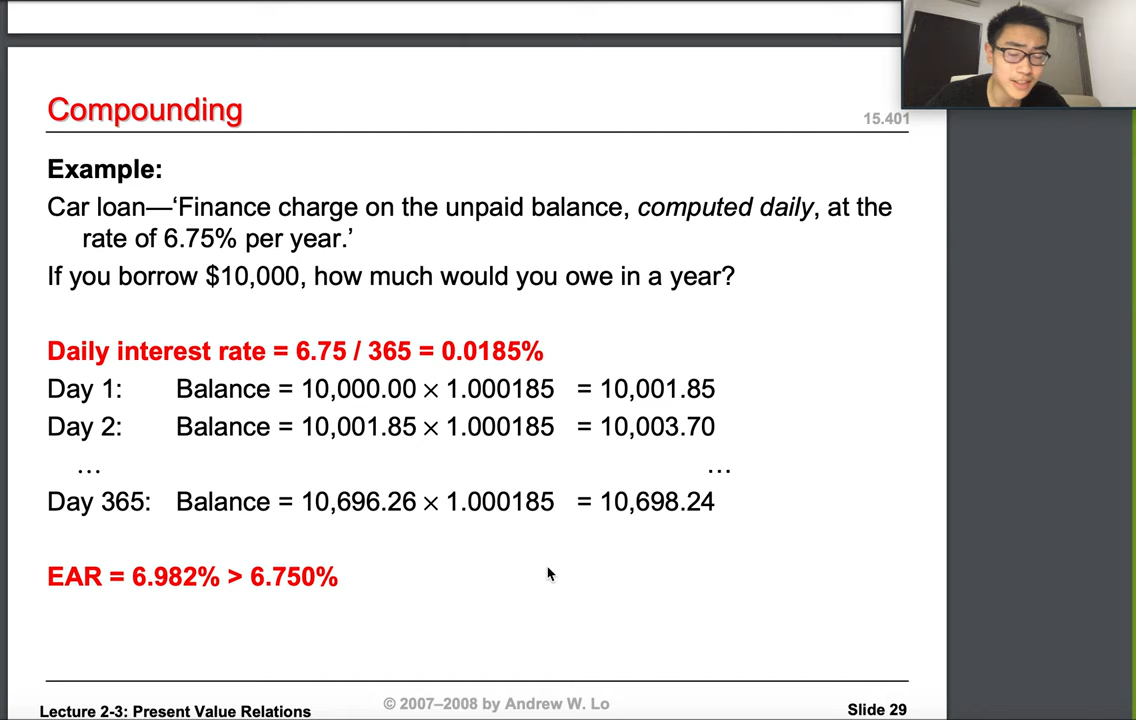 Compounding
15.401
Example:
Car loan—‘Finance charge on the unpaid balance, computed daily, at the
rate of 6.75% per year.’
If you borrow $10,000, how much would you owe in a year?
Daily interest rate = 6.75 / 365 = 0.0185%
Day 1: Balance = 10,000.00 × 1.000185 = 10,001.85
Day 2: Balance = 10,001.85 × 1.000185 = 10,003.70
… …
Day 365: Balance = 10,696.26 × 1.000185 = 10,698.24
EAR = 6.982% > 6.750%
Lecture 2-3: Present Value Relations © 2007–2008 by Andrew W. Lo Slide 29